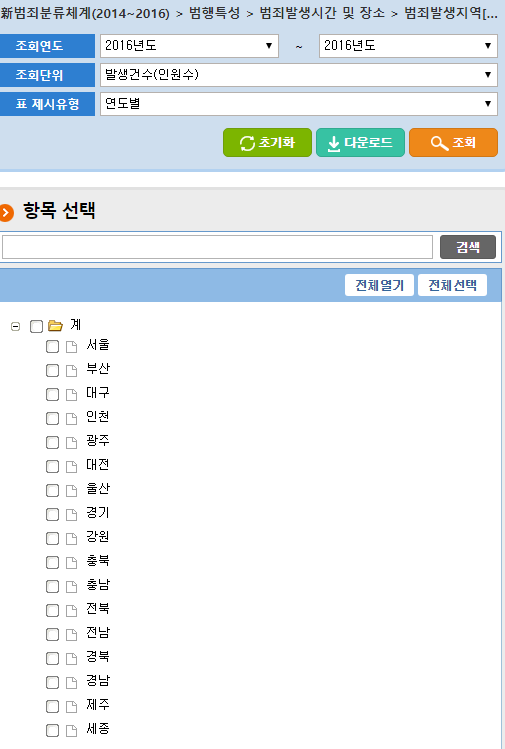 新범죄분류체계(2014~2016) > 범행특성 > 범죄발생시간 및 장소 > 범죄발생지역[...
조회연도 2016년도 ~ 2016년도
조회단위 발생건수(인원수)
표 제시유형 연도별
초기화 다운로드 조회
항목 선택
검색
전체열기 전체선택
계
서울
부산
대구
인천
광주
대전
울산
경기
강원
충북
충남
전북
전남
경북
경남
제주
세종